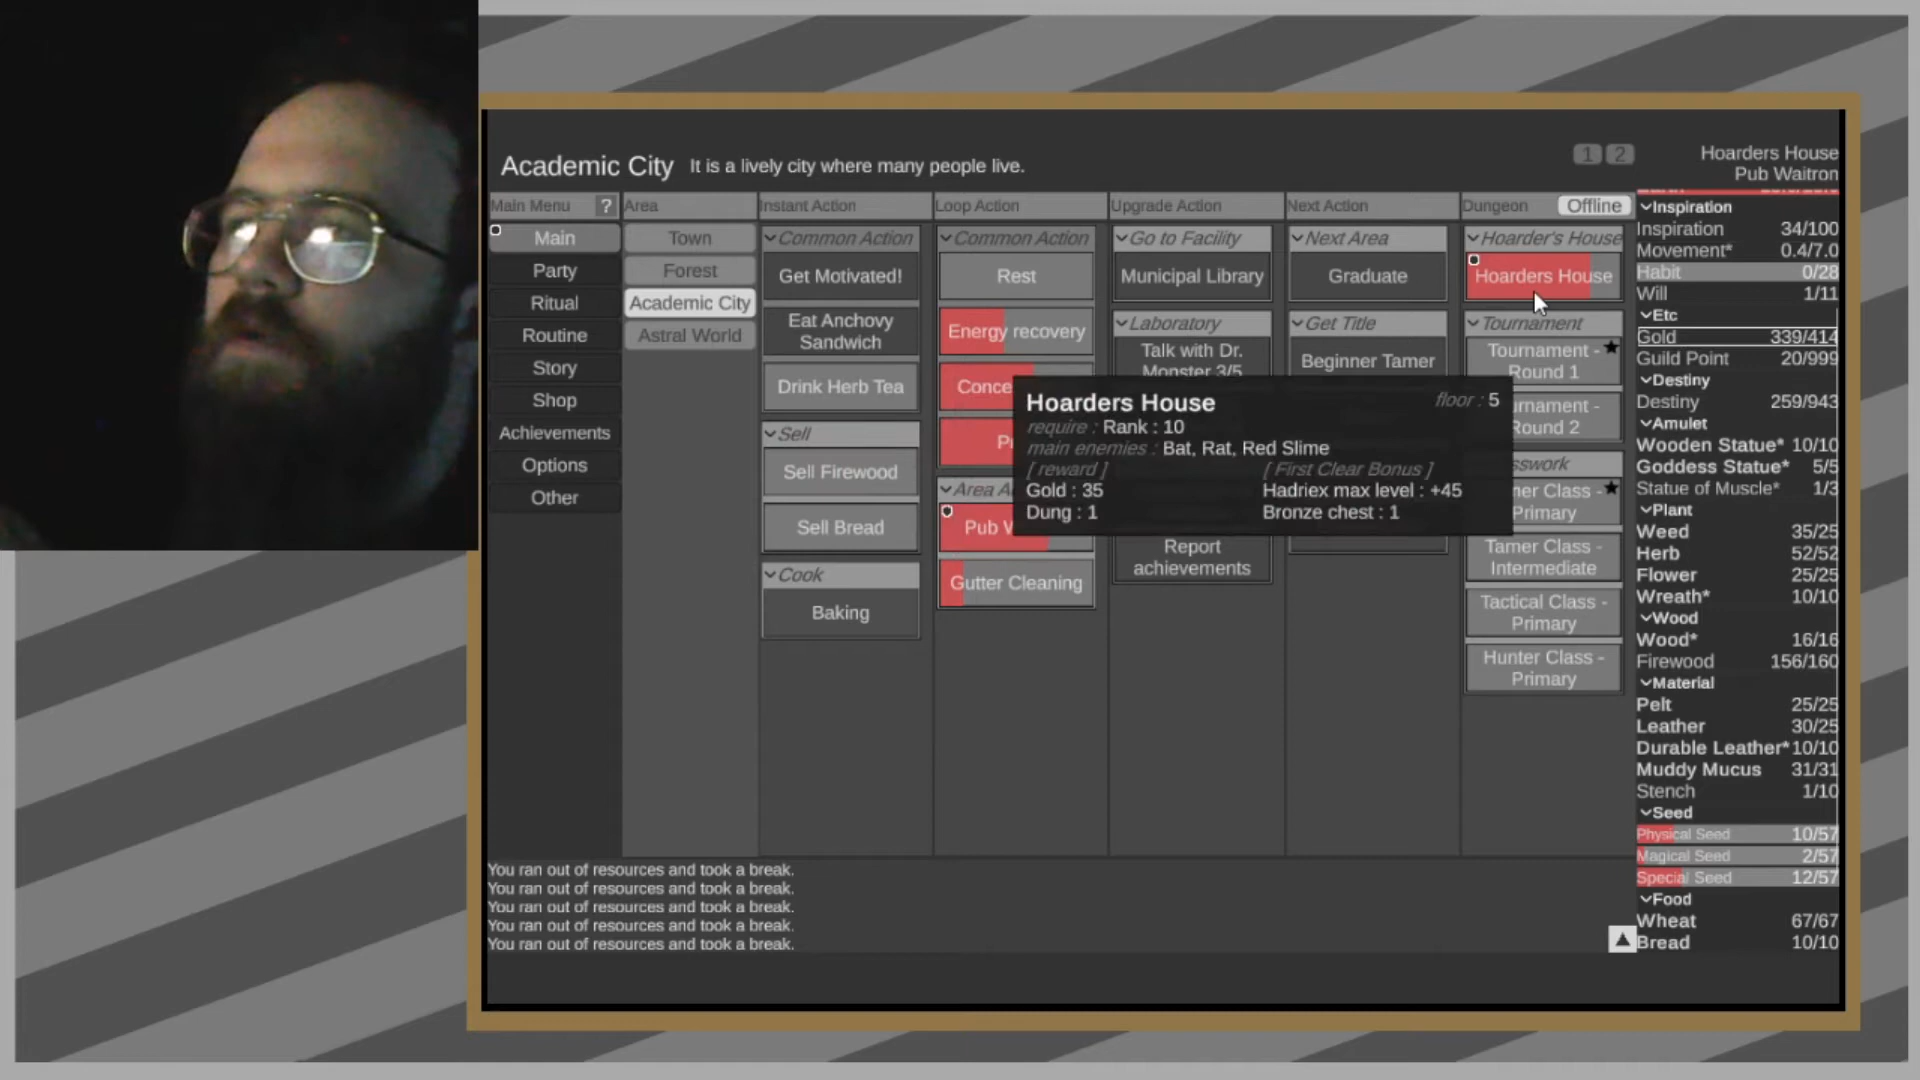 Academic City It is a lively city where many people live.
1 2
Hoarders House
Pub Waitron
Main Menu ?
Main
Party
Ritual
Routine
Story
Shop
Achievements
Options
Other
Area
Town
Forest
Academic City
Astral World
Instant Action
Common Action
Get Motivated!
Eat Anchovy
Sandwich
Drink Herb Tea
Sell
Sell Firewood
Sell Bread
Cook
Baking
Loop Action
Common Action
Rest
Energy recovery
Conce
Area A
Pub W
Gutter Cleaning
Upgrade Action
Go to Facility
Municipal Library
Laboratory
Talk with Dr.
Monster 3/5
Report
achievements
Next Action
Next Area
Graduate
Get Title
Beginner Tamer
Dungeon Offline
Hoarder's House
Hoarders House
Tournament
Tournament -
Round 1
urnament -
Round 2
sswork
ner Class -
Primary
Tamer Class -
Intermediate
Tactical Class -
Primary
Hunter Class -
Primary
Hoarders House floor : 5
require : Rank : 10
main enemies : Bat, Rat, Red Slime
[ reward ] [ First Clear Bonus ]
Gold : 35 Hadriex max level : +45
Dung : 1 Bronze chest : 1
Inspiration
Inspiration 34/100
Movement* 0.4/7.0
Habit 0/28
Will 1/11
Etc
Gold 339/414
Guild Point 20/999
Destiny
Destiny 259/943
Amulet
Wooden Statue* 10/10
Goddess Statue* 5/5
Statue of Muscle* 1/3
Plant
Weed 35/25
Herb 52/52
Flower 25/25
Wreath* 10/10
Wood
Wood* 16/16
Firewood 156/160
Material
Pelt 25/25
Leather 30/25
Durable Leather* 10/10
Muddy Mucus 31/31
Stench 1/10
Seed
Physical Seed 10/57
Magical Seed 2/57
Special Seed 12/57
Food
Wheat 67/67
Bread 10/10
You ran out of resources and took a break.
You ran out of resources and took a break.
You ran out of resources and took a break.
You ran out of resources and took a break.
You ran out of resources and took a break.